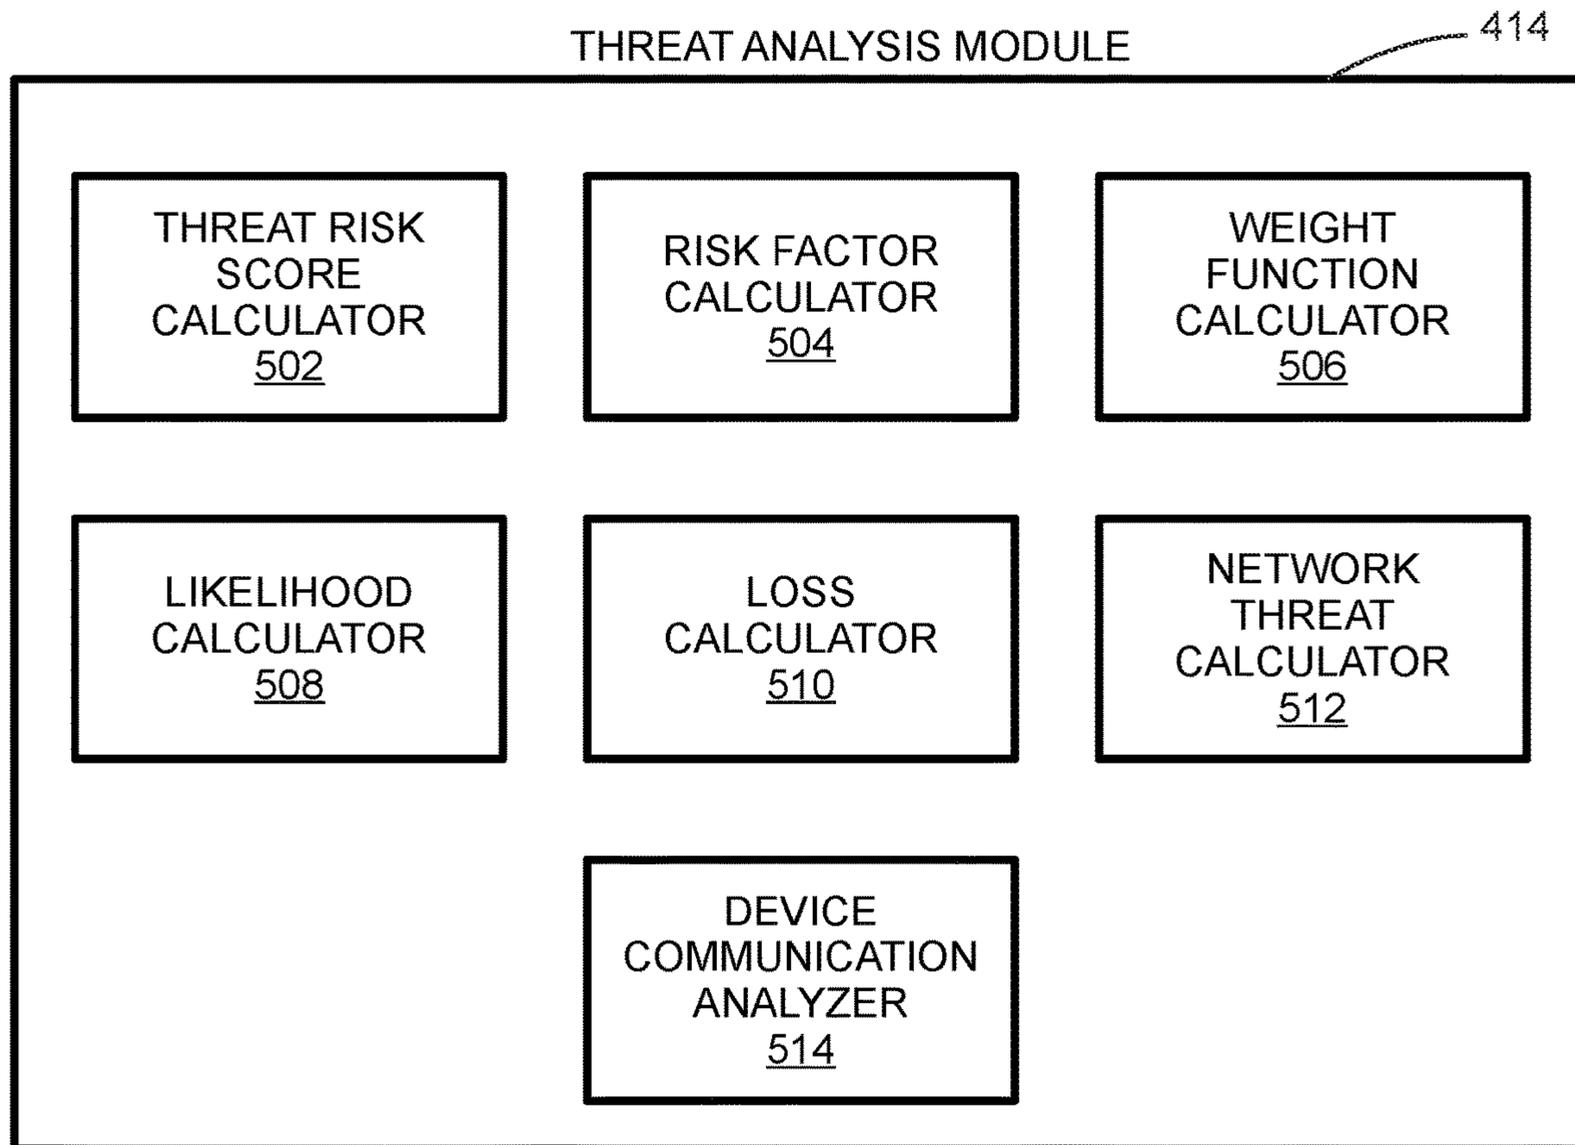 THREAT ANALYSIS MODULE
414
THREAT RISK
SCORE
CALCULATOR
502
RISK FACTOR
CALCULATOR
504
WEIGHT
FUNCTION
CALCULATOR
506
LIKELIHOOD
CALCULATOR
508
LOSS
CALCULATOR
510
NETWORK
THREAT
CALCULATOR
512
DEVICE
COMMUNICATION
ANALYZER
514